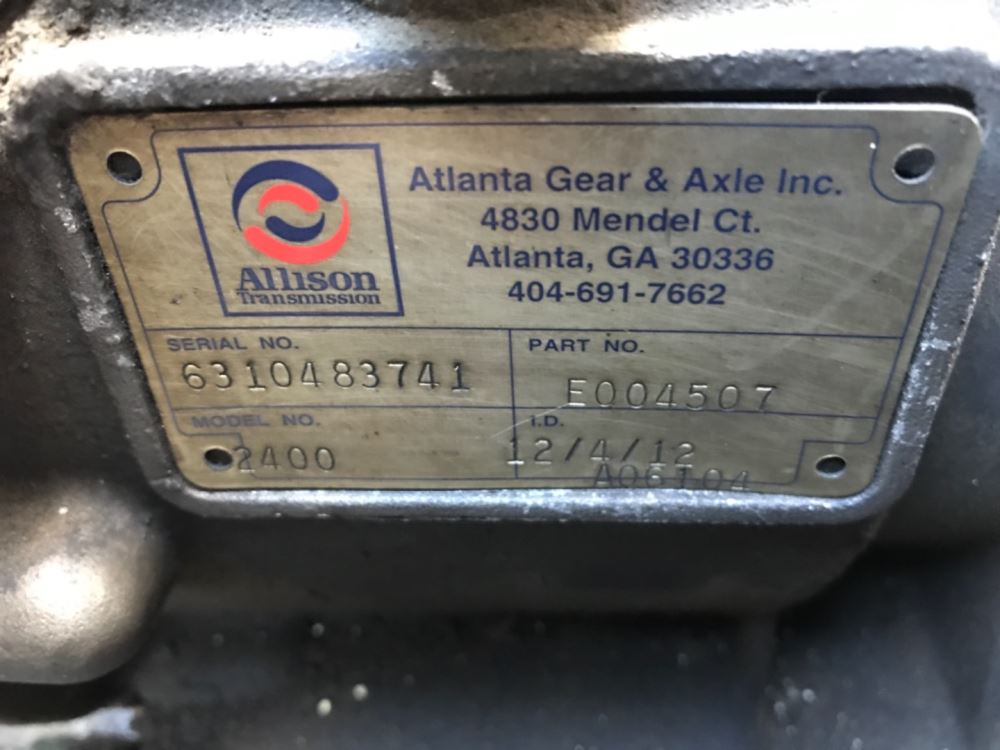 Allison
Transmission
Atlanta Gear & Axle Inc.
4830 Mendel Ct.
Atlanta, GA 30336
404-691-7662
SERIAL NO.
6310483741
PART NO.
E004507
MODEL NO.
2400
I.D.
12/4/12
A06T04